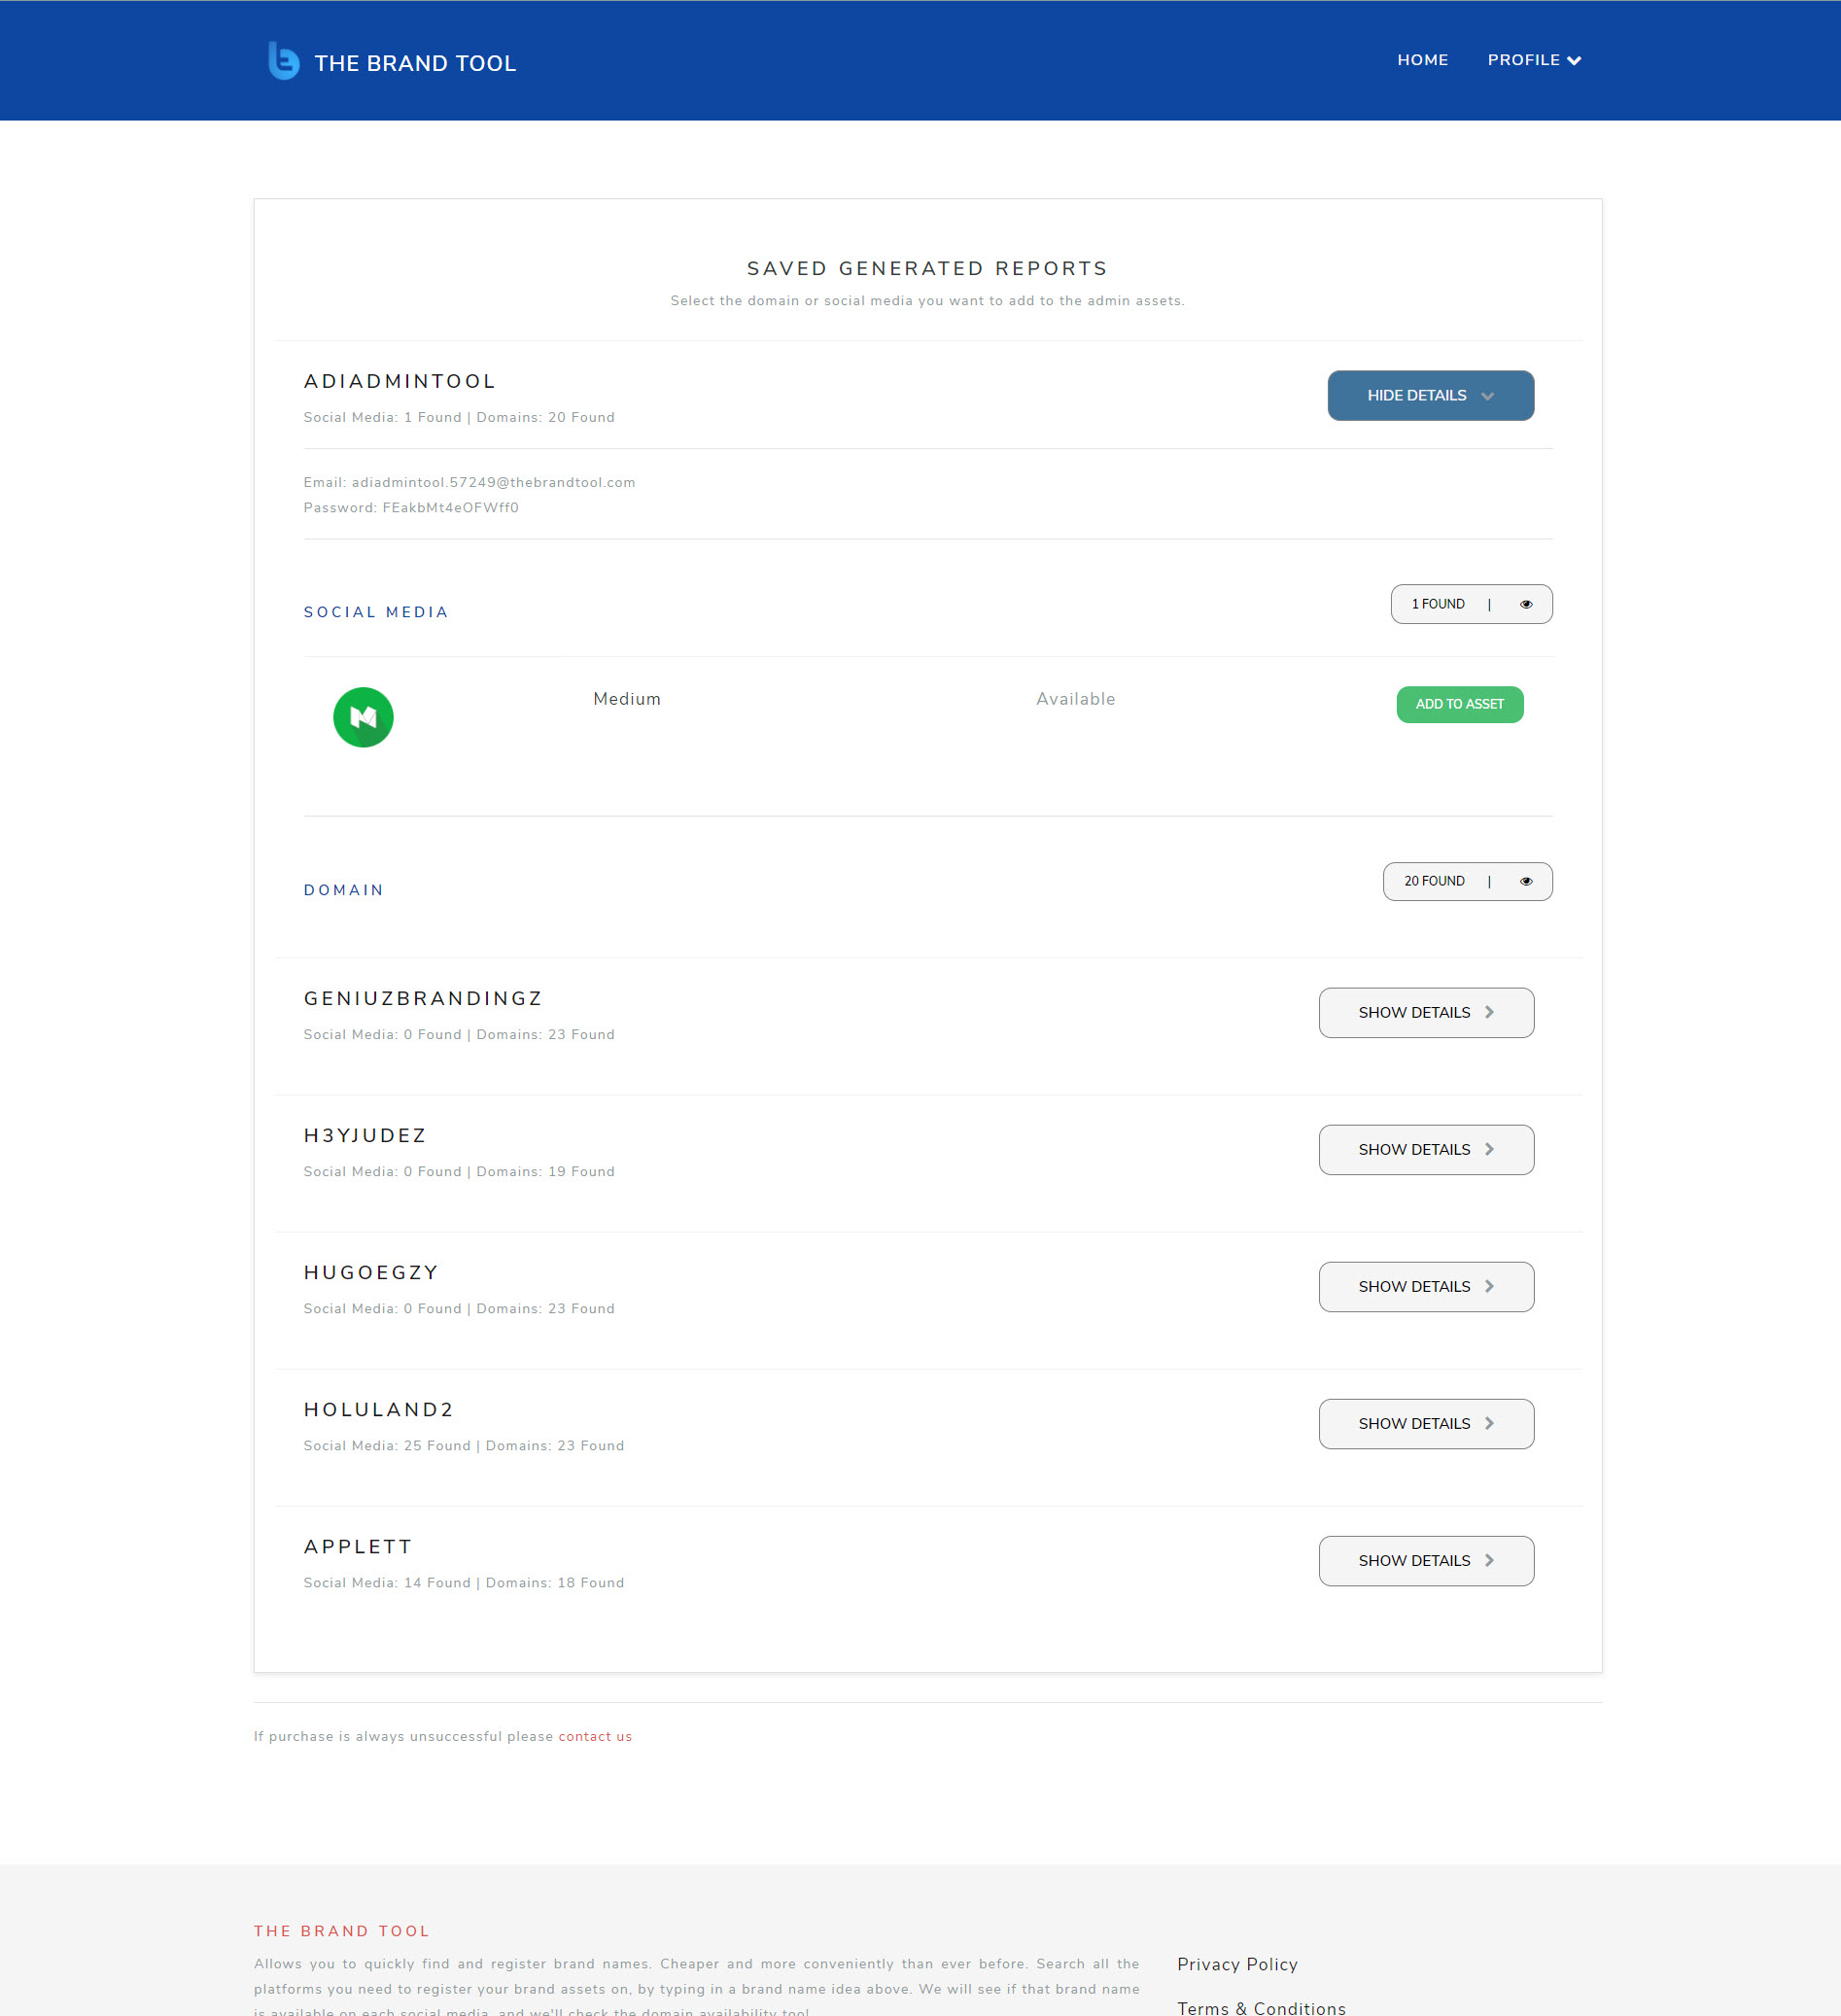 THE BRAND TOOL
HOME PROFILE
SAVED GENERATED REPORTS
Select the domain or social media you want to add to the admin assets.
ADIADMINTOOL
HIDE DETAILS
Social Media: 1 Found | Domains: 20 Found
Email: adiadmintool.57249@thebrandtool.com
Password: FEakbMt4eOFWff0
SOCIAL MEDIA
1 FOUND |
Medium Available ADD TO ASSET
DOMAIN
20 FOUND |
GENIUZBRANDINGZ
SHOW DETAILS
Social Media: 0 Found | Domains: 23 Found
H3YJUDEZ
SHOW DETAILS
Social Media: 0 Found | Domains: 19 Found
HUGOEGZY
SHOW DETAILS
Social Media: 0 Found | Domains: 23 Found
HOLULAND2
SHOW DETAILS
Social Media: 25 Found | Domains: 23 Found
APPLETT
SHOW DETAILS
Social Media: 14 Found | Domains: 18 Found
If purchase is always unsuccessful please contact us
THE BRAND TOOL
Allows you to quickly find and register brand names. Cheaper and more conveniently than ever before. Search all the
platforms you need to register your brand assets on, by typing in a brand name idea above. We will see if that brand name
is available on each social media, and we'll check the domain availability tool
Privacy Policy
Terms & Conditions